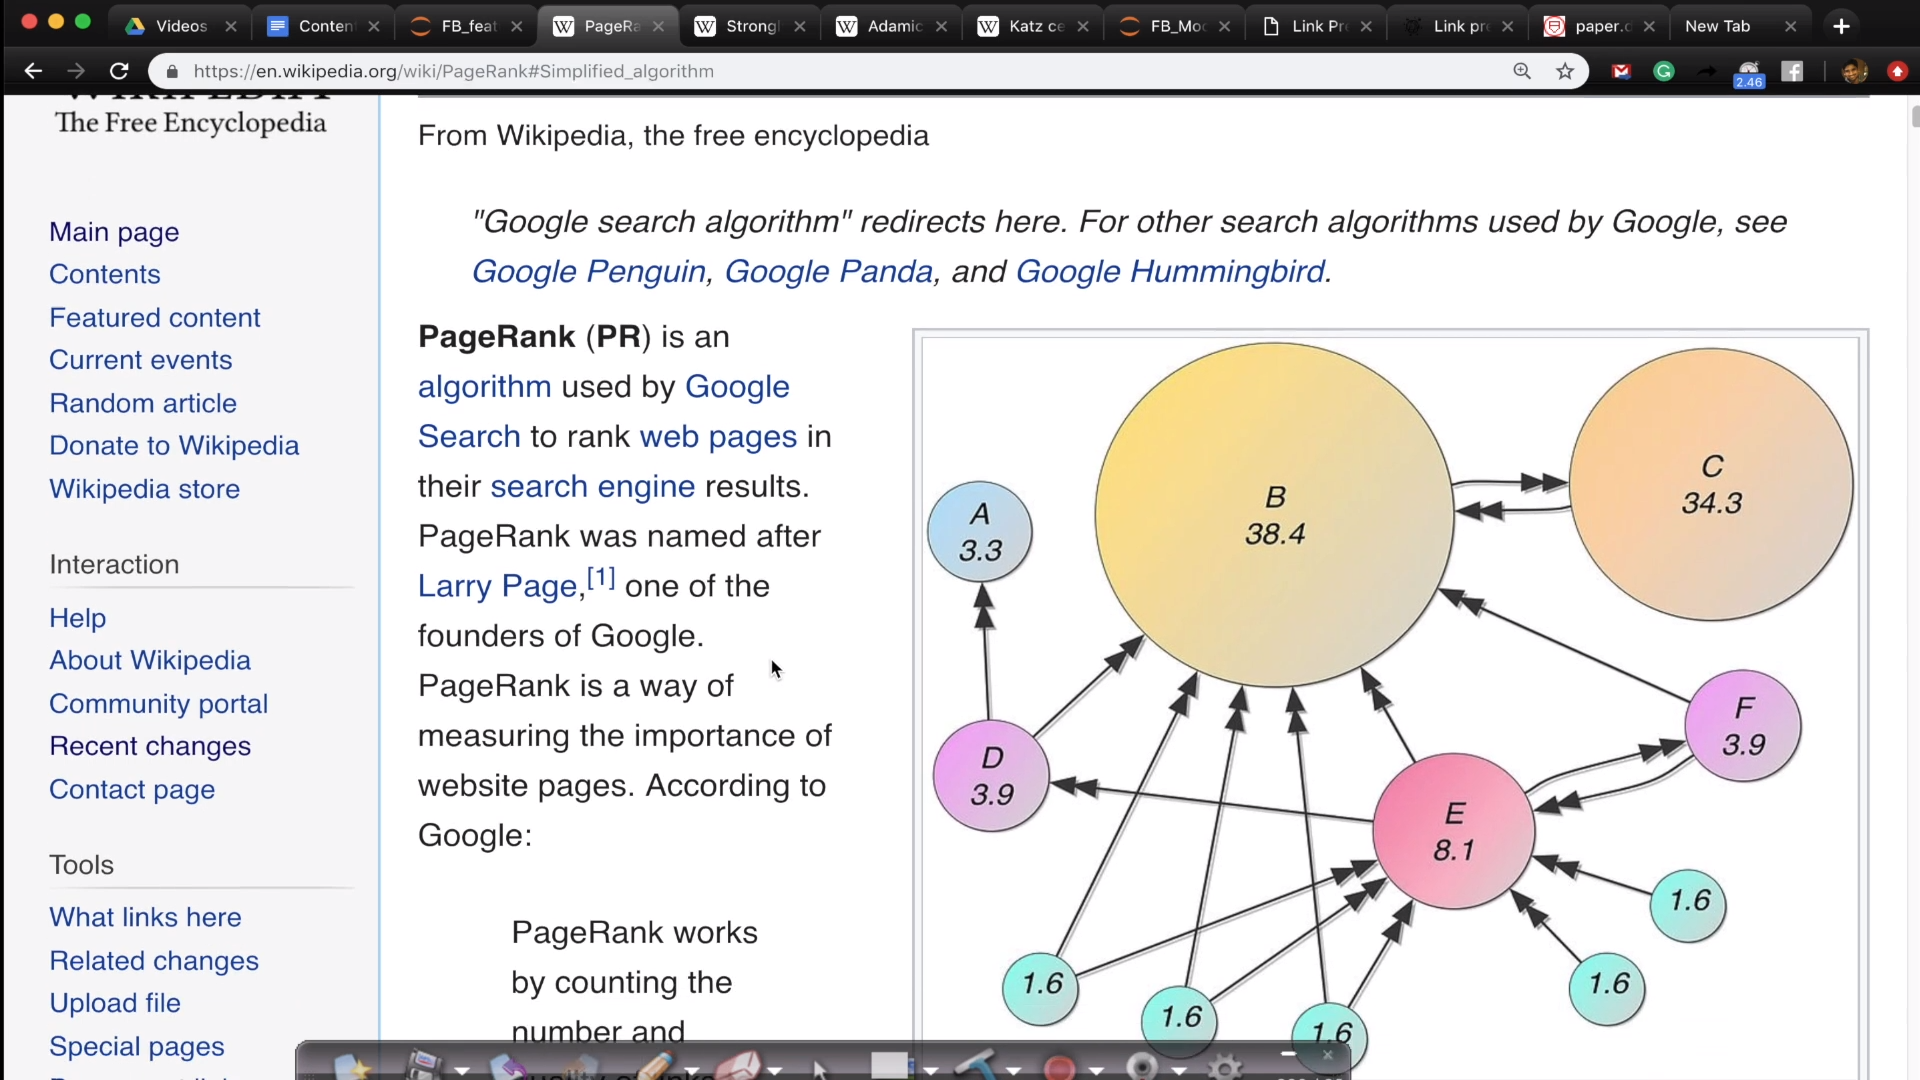 Videos
Conten
FB_feat
PageRa
Strongl
Adamic
Katz ce
FB_Moc
Link Pr
Link pre
paper.c
New Tab
https://en.wikipedia.org/wiki/PageRank#Simplified_algorithm
2.46
The Free Encyclopedia
Main page
Contents
Featured content
Current events
Random article
Donate to Wikipedia
Wikipedia store
Interaction
Help
About Wikipedia
Community portal
Recent changes
Contact page
Tools
What links here
Related changes
Upload file
Special pages
From Wikipedia, the free encyclopedia
"Google search algorithm" redirects here. For other search algorithms used by Google, see
Google Penguin, Google Panda, and Google Hummingbird.
PageRank (PR) is an
algorithm used by Google
Search to rank web pages in
their search engine results.
PageRank was named after
Larry Page,[1] one of the
founders of Google.
PageRank is a way of
measuring the importance of
website pages. According to
Google:
PageRank works
by counting the
number and
A
3.3
B
38.4
C
34.3
D
3.9
E
8.1
F
3.9
1.6
1.6
1.6
1.6
1.6